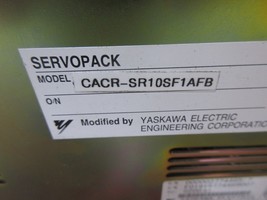 SERVOPACK
MODEL CACR-SR10SF1AFB
O/N
Modified by YASKAWA ELECTRIC
ENGINEERING CORPORATION